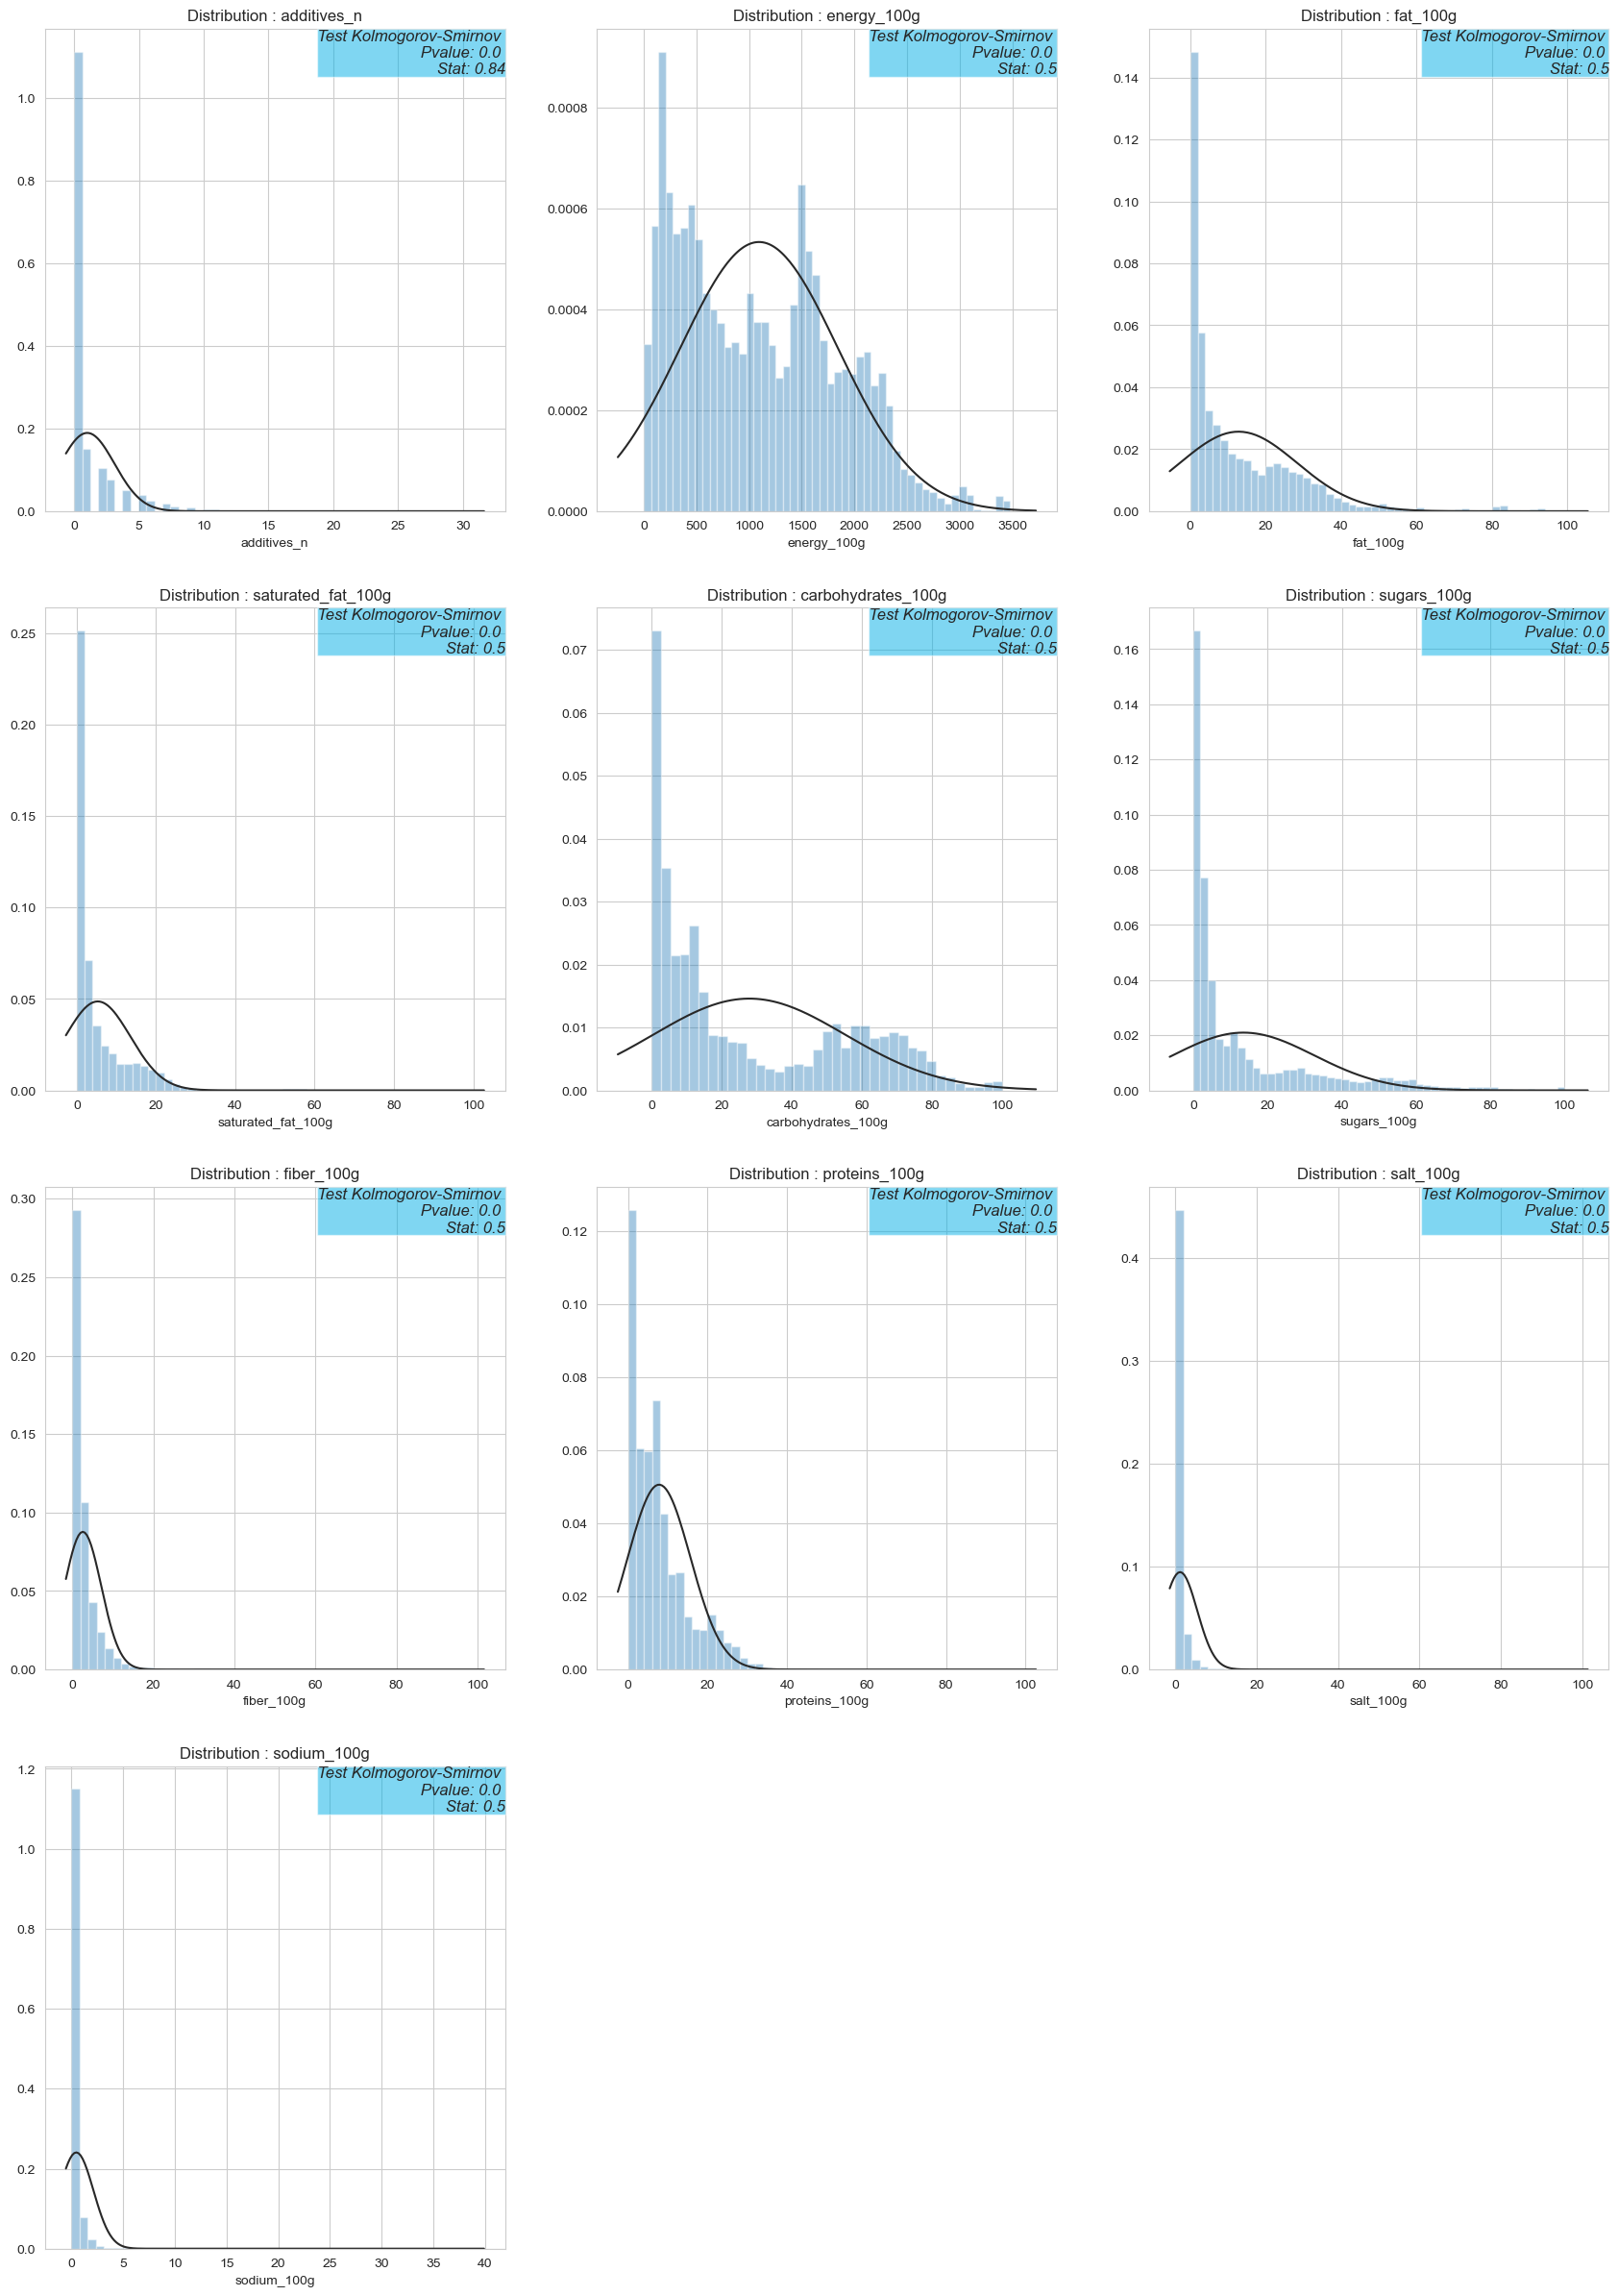 Distribution : additives_n
Test Kolmogorov-Smirnov
Pvalue: 0.0
Stat: 0.84
1.0
0.8
0.6
0.4
0.2
0.0
0 5 10 15 20 25 30
additives_n
Distribution : energy_100g
Test Kolmogorov-Smirnov
Pvalue: 0.0
Stat: 0.5
0.0008
0.0006
0.0004
0.0002
0.0000
0 500 1000 1500 2000 2500 3000 3500
energy_100g
Distribution : fat_100g
Test Kolmogorov-Smirnov
Pvalue: 0.0
Stat: 0.5
0.14
0.12
0.10
0.08
0.06
0.04
0.02
0.00
0 20 40 60 80 100
fat_100g
Distribution : saturated_fat_100g
Test Kolmogorov-Smirnov
Pvalue: 0.0
Stat: 0.5
0.25
0.20
0.15
0.10
0.05
0.00
0 20 40 60 80 100
saturated_fat_100g
Distribution : carbohydrates_100g
Test Kolmogorov-Smirnov
Pvalue: 0.0
Stat: 0.5
0.07
0.06
0.05
0.04
0.03
0.02
0.01
0.00
0 20 40 60 80 100
carbohydrates_100g
Distribution : sugars_100g
Test Kolmogorov-Smirnov
Pvalue: 0.0
Stat: 0.5
0.16
0.14
0.12
0.10
0.08
0.06
0.04
0.02
0.00
0 20 40 60 80 100
sugars_100g
Distribution : fiber_100g
Test Kolmogorov-Smirnov
Pvalue: 0.0
Stat: 0.5
0.30
0.25
0.20
0.15
0.10
0.05
0.00
0 20 40 60 80 100
fiber_100g
Distribution : proteins_100g
Test Kolmogorov-Smirnov
Pvalue: 0.0
Stat: 0.5
0.12
0.10
0.08
0.06
0.04
0.02
0.00
0 20 40 60 80 100
proteins_100g
Distribution : salt_100g
Test Kolmogorov-Smirnov
Pvalue: 0.0
Stat: 0.5
0.4
0.3
0.2
0.1
0.0
0 20 40 60 80 100
salt_100g
Distribution : sodium_100g
Test Kolmogorov-Smirnov
Pvalue: 0.0
Stat: 0.5
1.2
1.0
0.8
0.6
0.4
0.2
0.0
0 5 10 15 20 25 30 35 40
sodium_100g